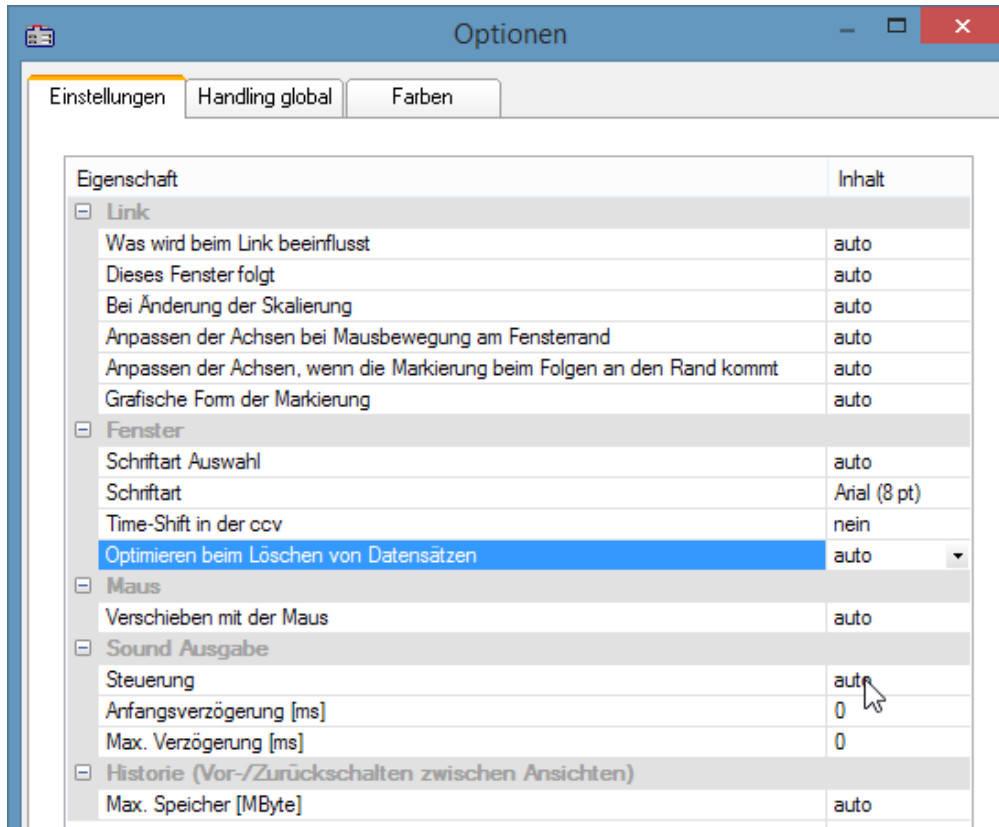 Optionen
Einstellungen Handling global Farben
Eigenschaft Inhalt
Link
Was wird beim Link beeinflusst auto
Dieses Fenster folgt auto
Bei Änderung der Skalierung auto
Anpassen der Achsen bei Mausbewegung am Fensterrand auto
Anpassen der Achsen, wenn die Markierung beim Folgen an den Rand kommt auto
Grafische Form der Markierung auto
Fenster
Schriftart Auswahl auto
Schriftart Arial (8 pt)
Time-Shift in der ccv nein
Optimieren beim Löschen von Datensätzen auto
Maus
Verschieben mit der Maus auto
Sound Ausgabe
Steuerung auto
Anfangsverzögerung [ms] 0
Max. Verzögerung [ms] 0
Historie (Vor-/Zurückschalten zwischen Ansichten)
Max. Speicher [MByte] auto